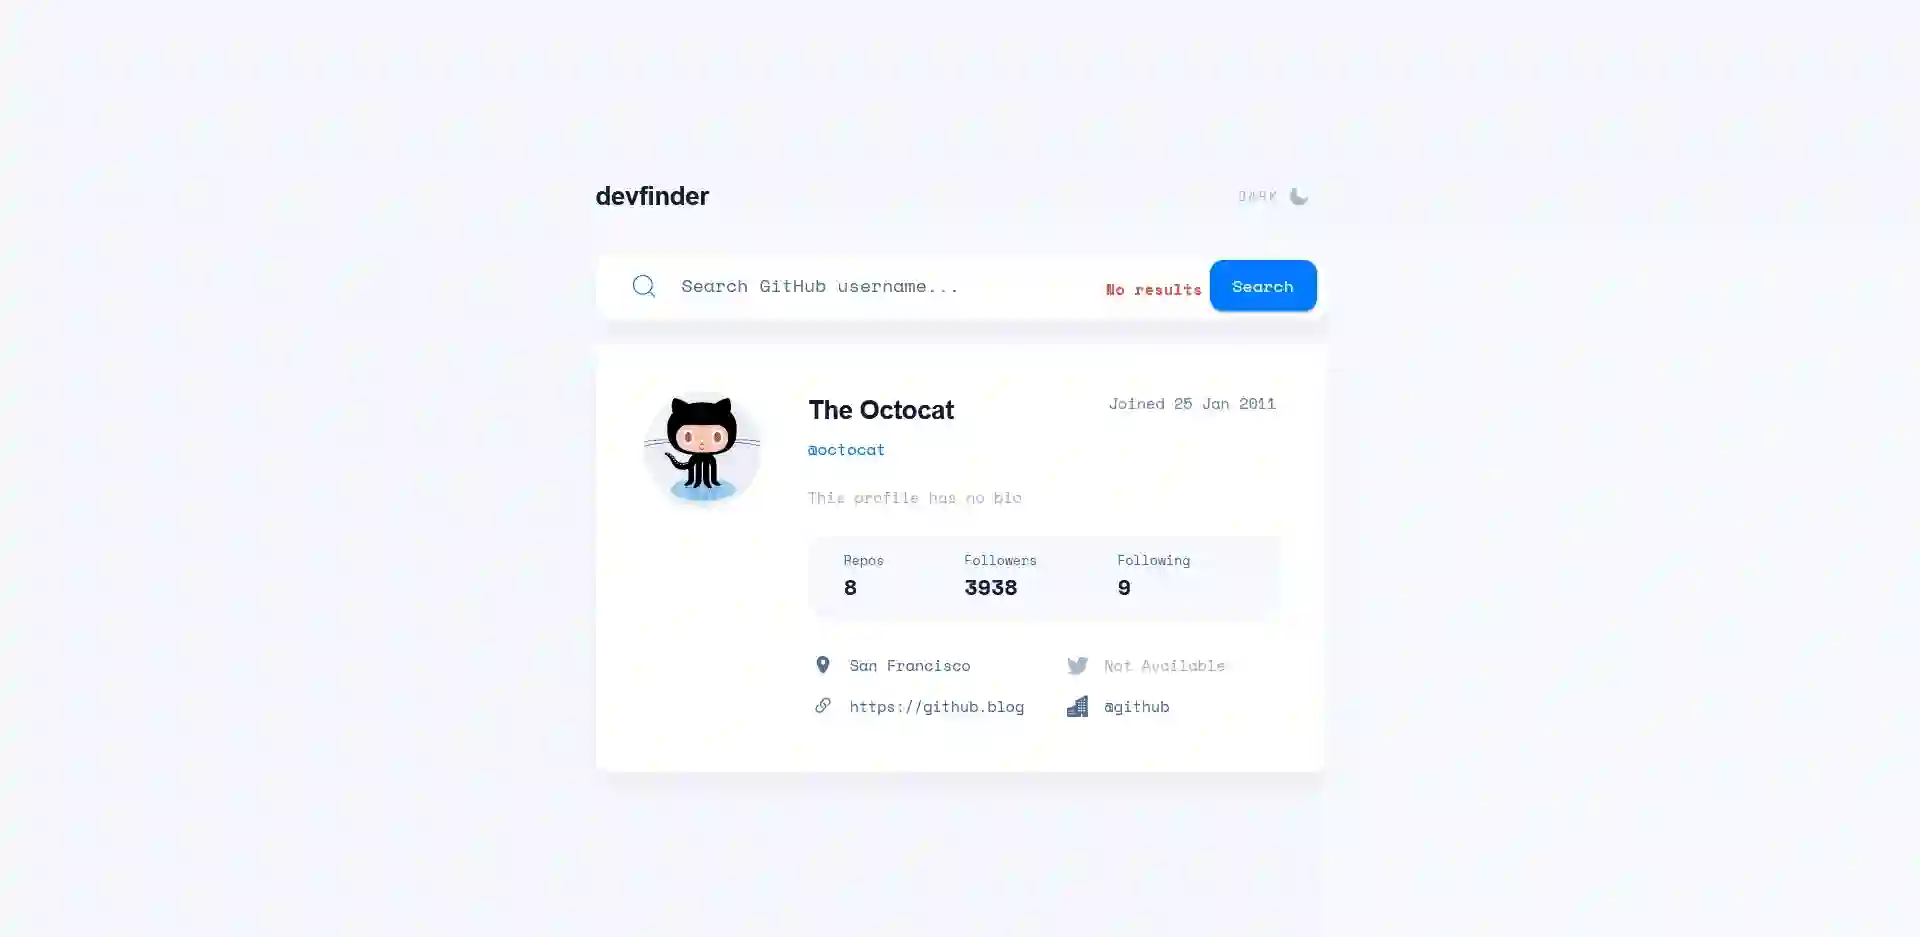 devfinder
DARK
Search GitHub username...
No results
Search
The Octocat
Joined 25 Jan 2011
@octocat
This profile has no bio
Repos
Followers
Following
8
3938
9
San Francisco
Not Available
https://github.blog
@github